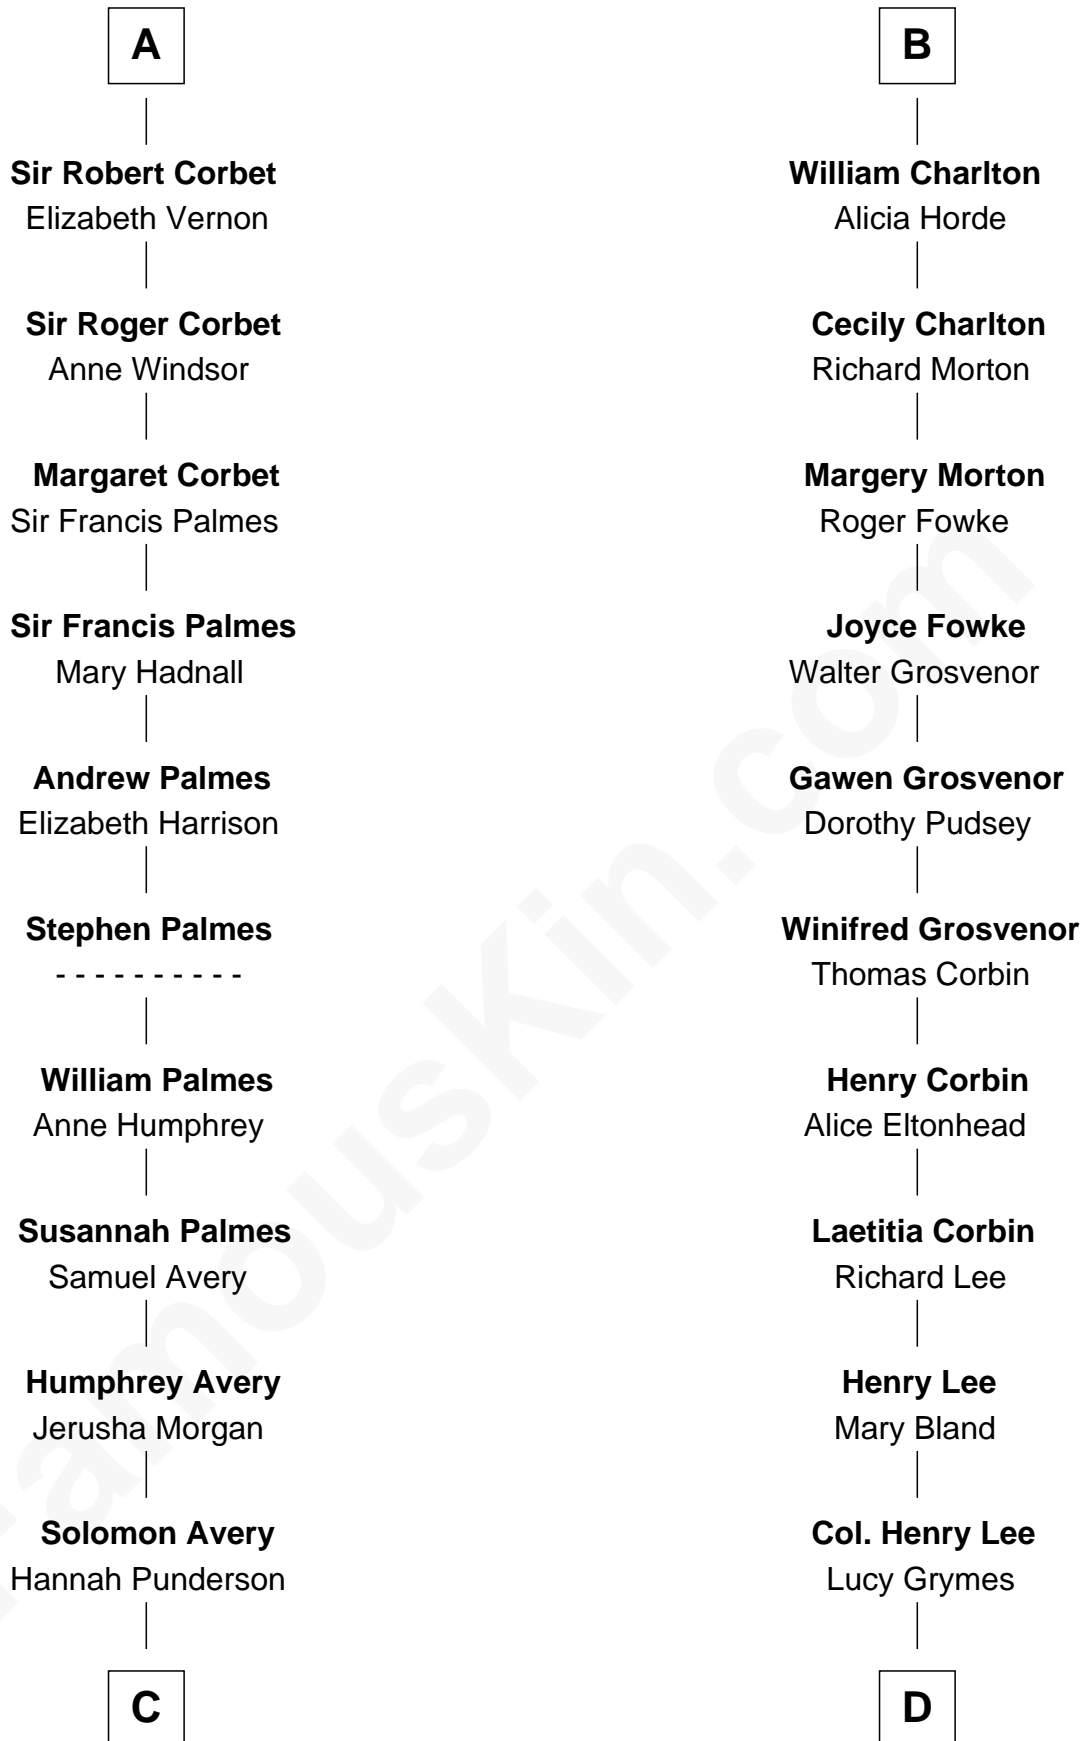 A
Sir Robert Corbet
Elizabeth Vernon
Sir Roger Corbet
Anne Windsor
Margaret Corbet
Sir Francis Palmes
Sir Francis Palmes
Mary Hadnall
Andrew Palmes
Elizabeth Harrison
Stephen Palmes
- - - - - - - - - -
William Palmes
Anne Humphrey
Susannah Palmes
Samuel Avery
Humphrey Avery
Jerusha Morgan
Solomon Avery
Hannah Punderson
C
B
William Charlton
Alicia Horde
Cecily Charlton
Richard Morton
Margery Morton
Roger Fowke
Joyce Fowke
Walter Grosvenor
Gawen Grosvenor
Dorothy Pudsey
Winifred Grosvenor
Thomas Corbin
Henry Corbin
Alice Eltonhead
Laetitia Corbin
Richard Lee
Henry Lee
Mary Bland
Col. Henry Lee
Lucy Grymes
D
FamousKin.com